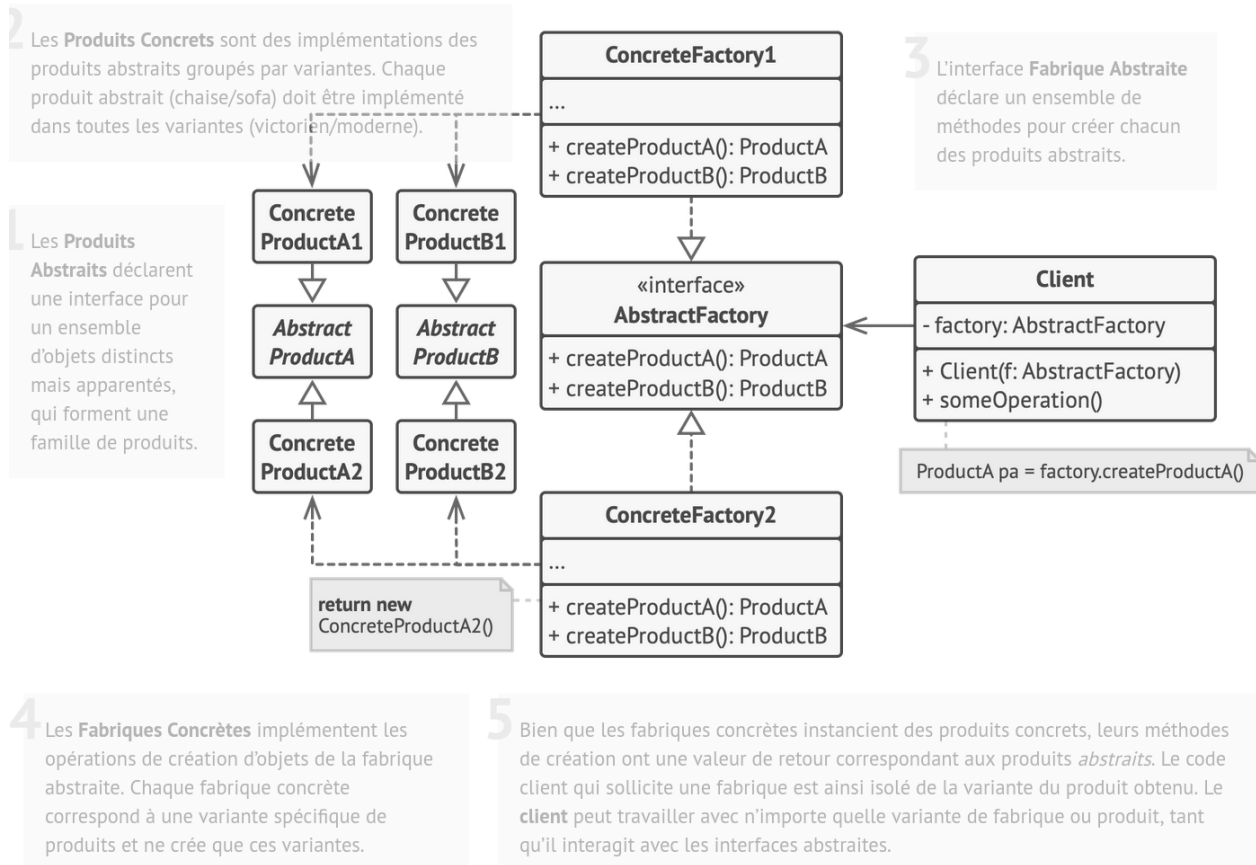 2
Les Produits Concrets sont des implémentations des
produits abstraits groupés par variantes. Chaque
produit abstrait (chaise/sofa) doit être implémenté
dans toutes les variantes (victorien/moderne).
ConcreteFactory1
...
+ createProductA(): ProductA
+ createProductB(): ProductB
3
L'interface Fabrique Abstraite
déclare un ensemble de
méthodes pour créer chacun
des produits abstraits.
1
Les Produits
Abstraits déclarent
une interface pour
un ensemble
d'objets distincts
mais apparentés,
qui forment une
famille de produits.
Concrete
ProductA1
Concrete
ProductB1
Abstract
ProductA
Abstract
ProductB
Concrete
ProductA2
Concrete
ProductB2
«interface»
AbstractFactory
+ createProductA(): ProductA
+ createProductB(): ProductB
Client
- factory: AbstractFactory
+ Client(f: AbstractFactory)
+ someOperation()
ProductA pa = factory.createProductA()
ConcreteFactory2
...
+ createProductA(): ProductA
+ createProductB(): ProductB
return new
ConcreteProductA2()
4
Les Fabriques Concrètes implémentent les
opérations de création d'objets de la fabrique
abstraite. Chaque fabrique concrète
correspond à une variante spécifique de
produits et ne crée que ces variantes.
5
Bien que les fabriques concrètes instancient des produits concrets, leurs méthodes
de création ont une valeur de retour correspondant aux produits abstraits. Le code
client qui sollicite une fabrique est ainsi isolé de la variante du produit obtenu. Le
client peut travailler avec n'importe quelle variante de fabrique ou produit, tant
qu'il interagit avec les interfaces abstraites.